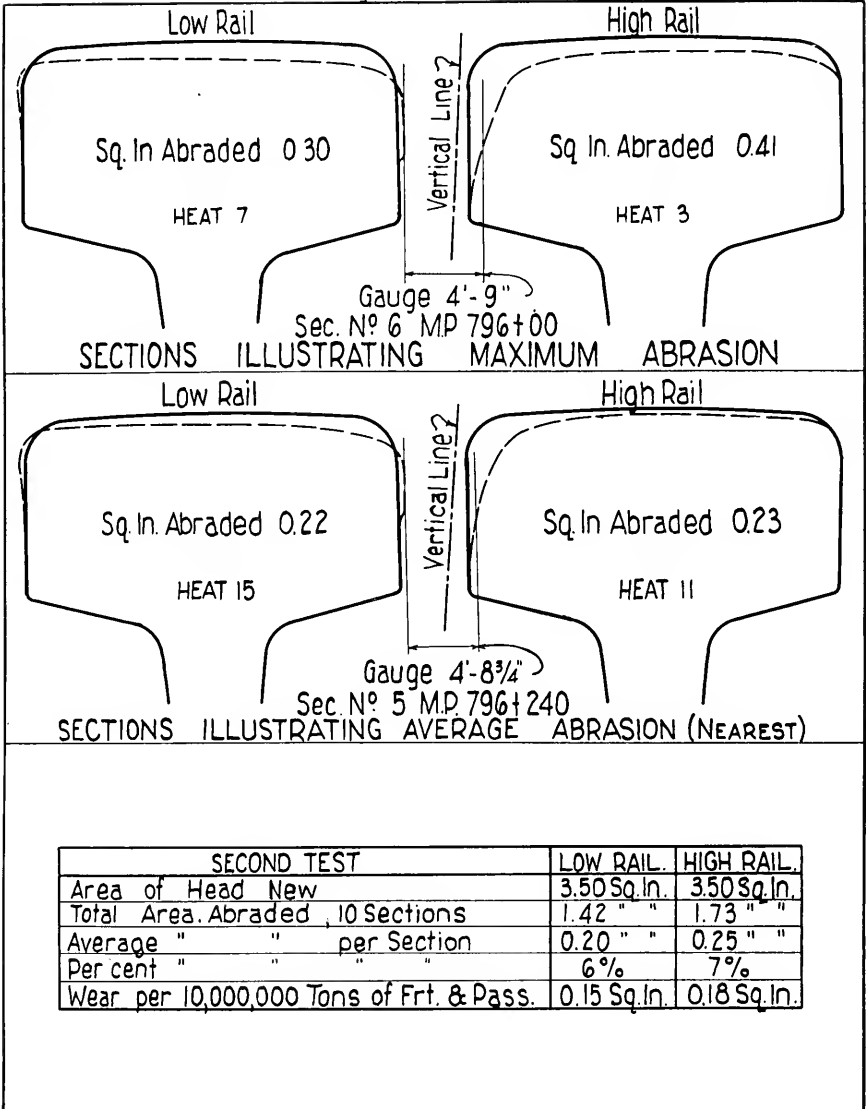 Low Rail
High Rail
Vertical Line
Sq. In Abraded 0 30
Sq In. Abraded 0.41
HEAT 7
HEAT 3
Gauge 4'-9"
Sec. Nº 6 M.P 796+00
SECTIONS ILLUSTRATING MAXIMUM ABRASION
Low Rail
High Rail
Vertical Line
Sq. In. Abraded 0.22
Sq. In Abraded 0.23
HEAT 15
HEAT 11
Gauge 4'-8¾"
Sec. Nº 5 M.P. 796+240
SECTIONS ILLUSTRATING AVERAGE ABRASION (NEAREST)
SECOND TEST LOW RAIL. HIGH RAIL.
Area of Head New 3.50 Sq. In. 3.50 Sq. In.
Total Area. Abraded, 10 Sections 1.42 " " 1.73 " "
Average " " per Section 0.20 " " 0.25 " "
Per cent " " " " 6% 7%
Wear per 10,000,000 Tons of Frt. & Pass. 0.15 Sq. In. 0.18 Sq. In.